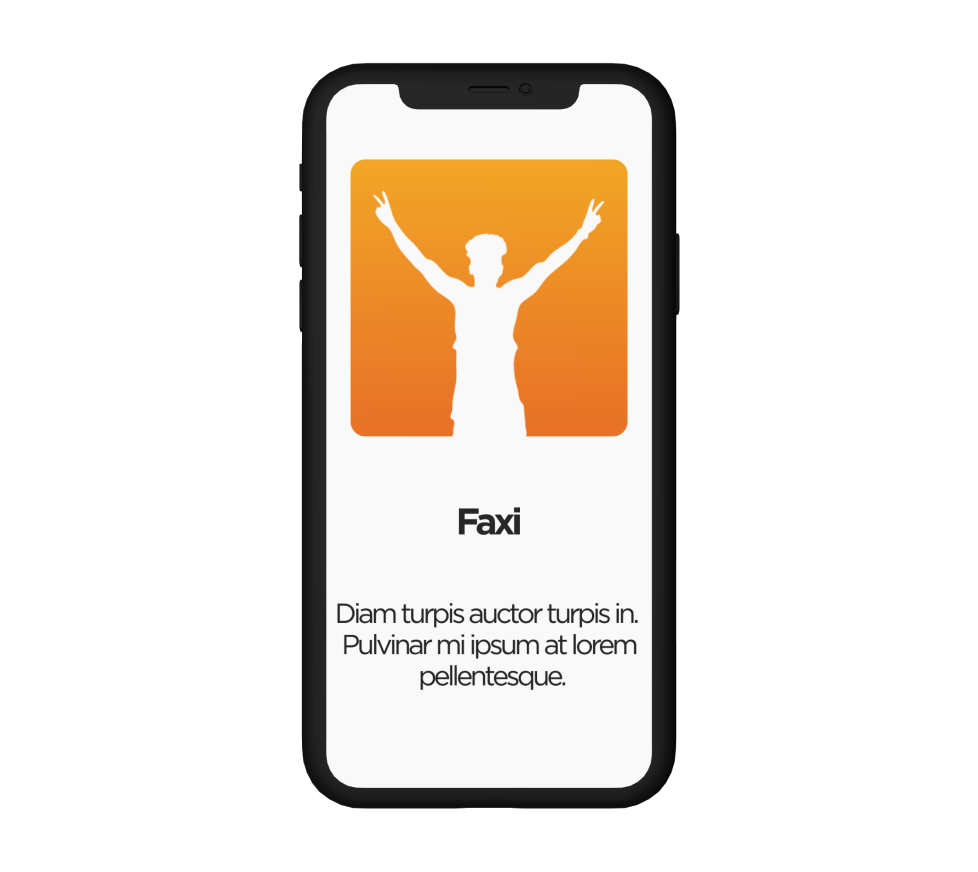 Faxi
Diam turpis auctor turpis in.
Pulvinar mi ipsum at lorem
pellentesque.